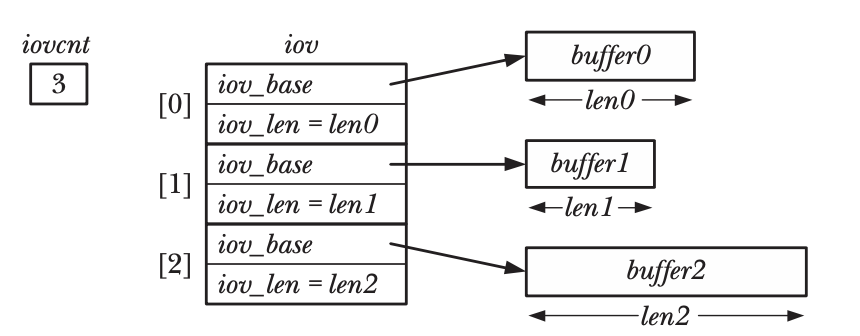 iovcnt
3
iov
[0]
iov_base
iov_len = len0
[1]
iov_base
iov_len = len1
[2]
iov_base
iov_len = len2
buffer0
len0
buffer1
len1
buffer2
len2